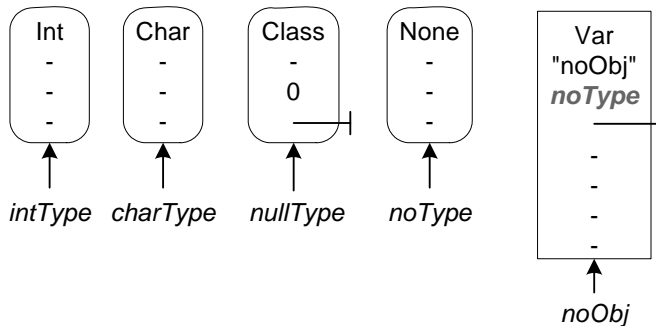 Int
-
-
-
Char
-
-
-
Class
-
0
None
-
-
-
Var
"noObj"
noType
-
-
-
-
intType
charType
nullType
noType
noObj